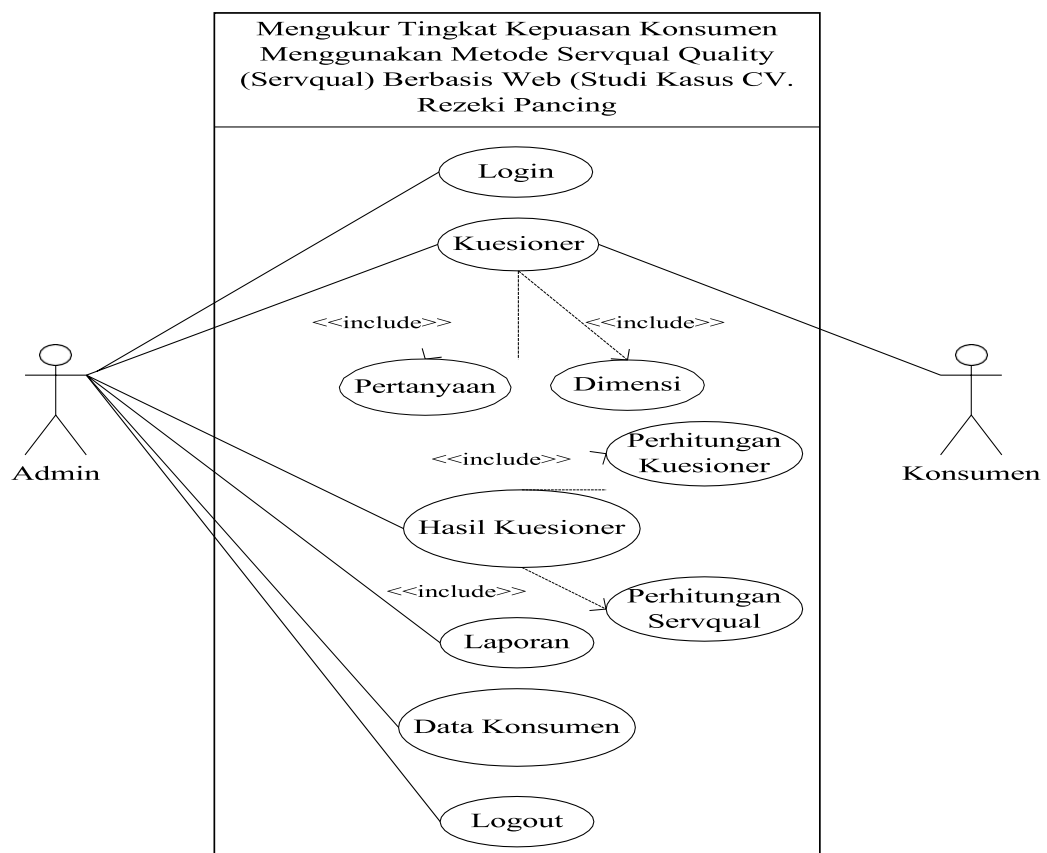 Mengukur Tingkat Kepuasan Konsumen
Menggunakan Metode Servqual Quality
(Servqual) Berbasis Web (Studi Kasus CV.
Rezeki Pancing
Login
Kuesioner
<<include>>
<<include>>
Pertanyaan
Dimensi
Perhitungan
Kuesioner
<<include>>
Admin
Konsumen
Hasil Kuesioner
<<include>>
Perhitungan
Servqual
Laporan
Data Konsumen
Logout